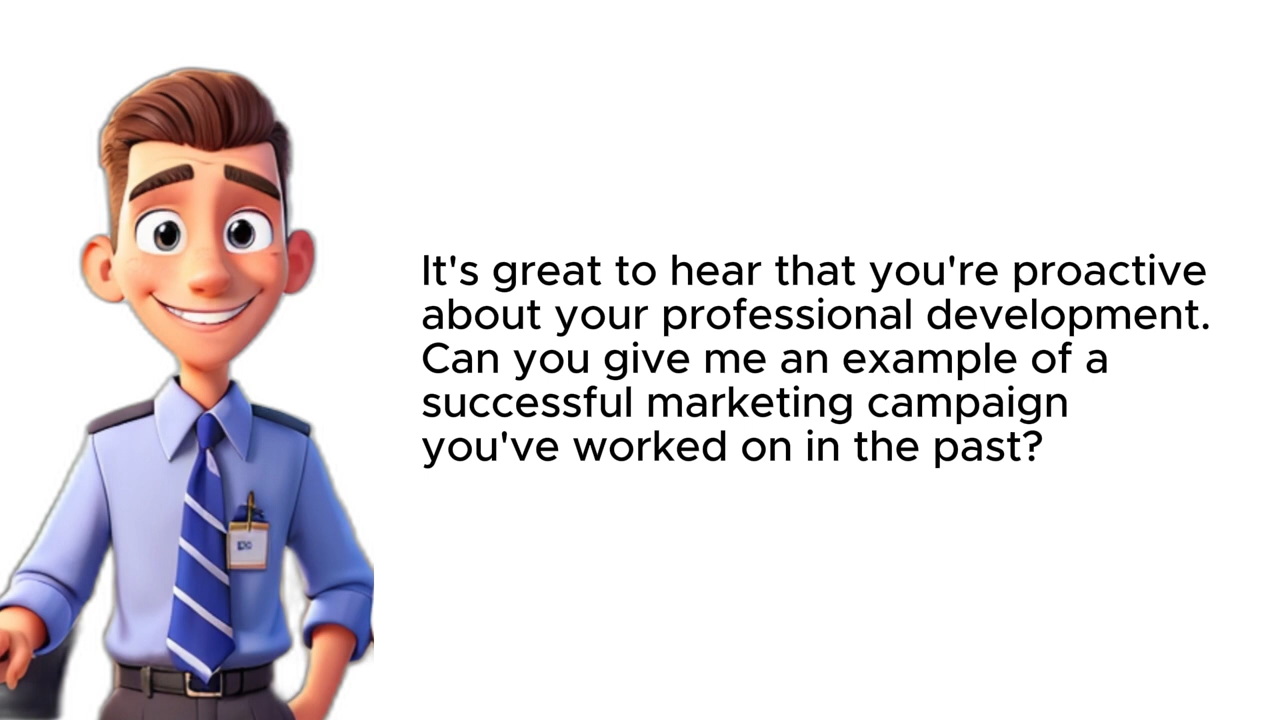 It's great to hear that you're proactive
about your professional development.
Can you give me an example of a
successful marketing campaign
you've worked on in the past?